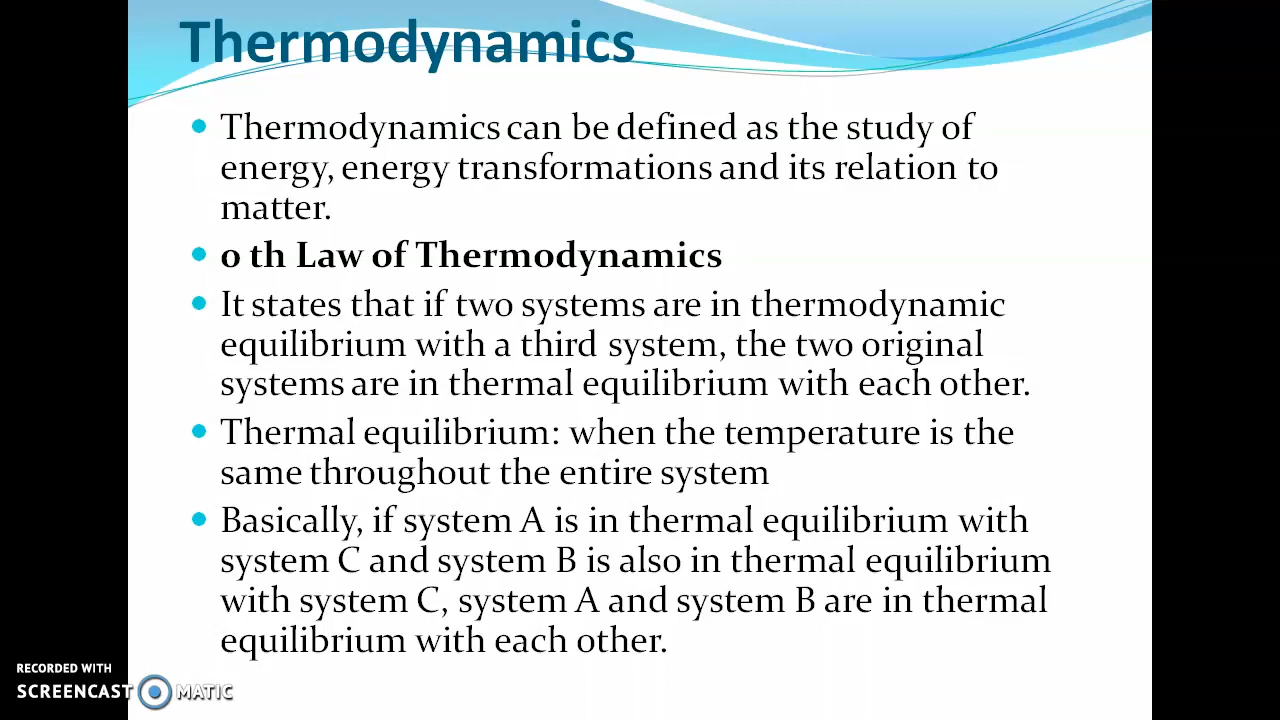 Thermodynamics
• Thermodynamics can be defined as the study of
energy, energy transformations and its relation to
matter.
• 0 th Law of Thermodynamics
• It states that if two systems are in thermodynamic
equilibrium with a third system, the two original
systems are in thermal equilibrium with each other.
• Thermal equilibrium: when the temperature is the
same throughout the entire system
• Basically, if system A is in thermal equilibrium with
system C and system B is also in thermal equilibrium
with system C, system A and system B are in thermal
equilibrium with each other.
RECORDED WITH
SCREENCAST MATIC